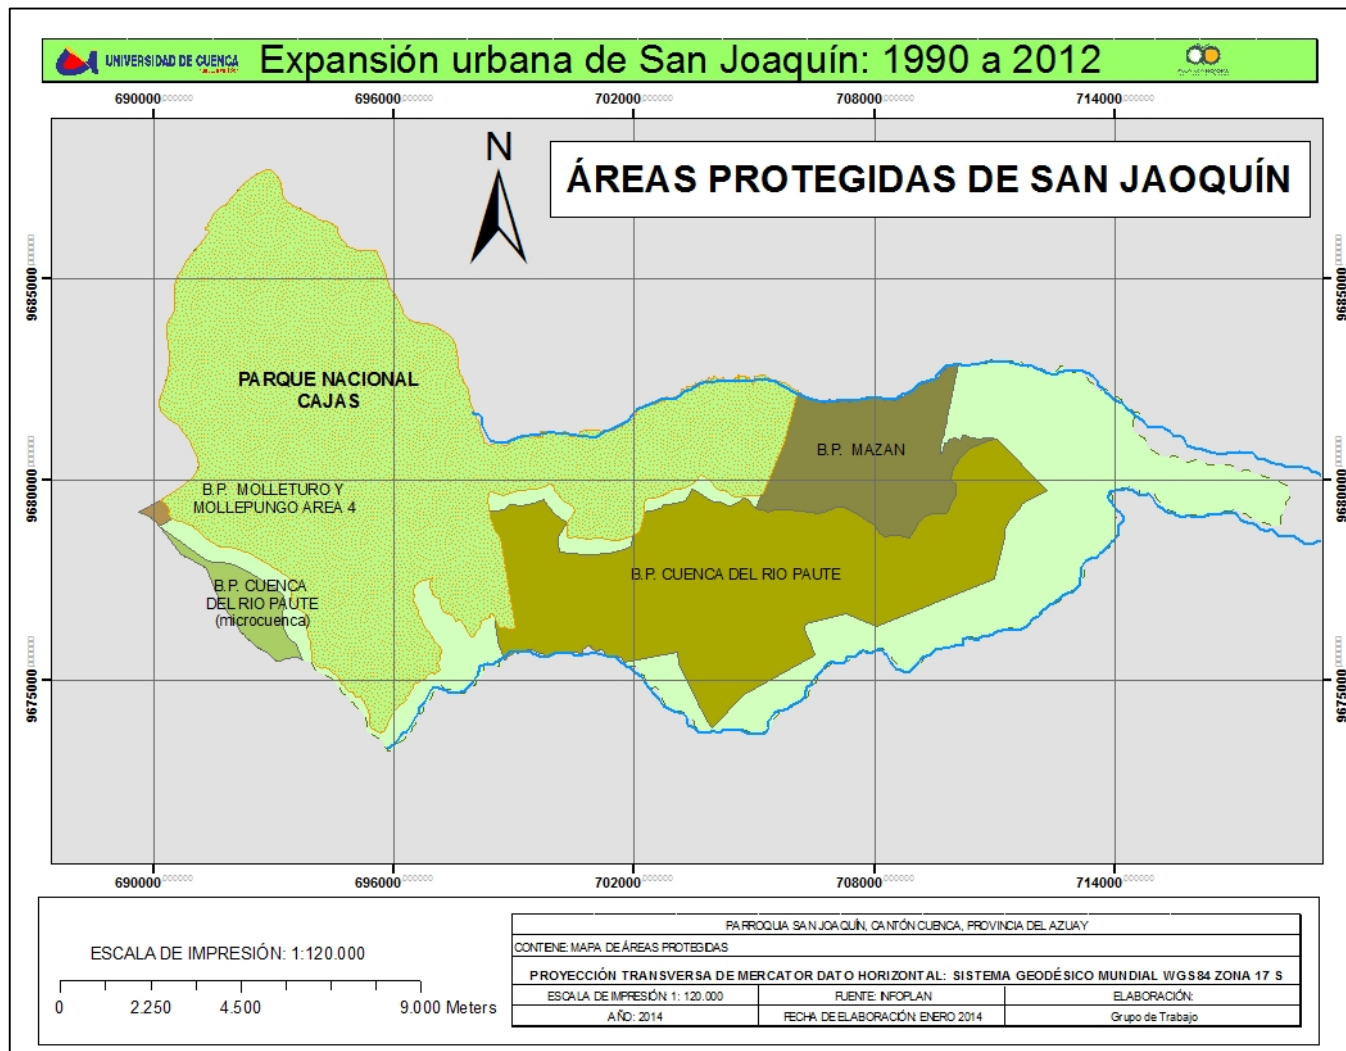 UNIVERSIDAD DE CUENCA
Expansión urbana de San Joaquín: 1990 a 2012
690000 696000 702000 708000 714000
N
ÁREAS PROTEGIDAS DE SAN JAOQUÍN
9685000 9685000
PARQUE NACIONAL
CAJAS
B.P. MAZAN
9680000 9680000
B.P. MOLLETURO Y
MOLLEPUNGO AREA 4
B.P. CUENCA DEL RIO PAUTE
B.P. CUENCA
DEL RIO PAUTE
(microcuenca)
9675000 9675000
690000 696000 702000 708000 714000
ESCALA DE IMPRESIÓN: 1:120.000
0 2.250 4.500 9.000 Meters
PARROQUIA SAN JOAQUÍN, CANTÓN CUENCA, PROVINCIA DEL AZUAY
CONTIENE: MAPA DE ÁREAS PROTEGIDAS
PROYECCIÓN TRANSVERSA DE MERCATOR DATO HORIZONTAL: SISTEMA GEODÉSICO MUNDIAL WGS84 ZONA 17 S
ESCALA DE IMPRESIÓN: 1: 120.000 FUENTE: INFOPLAN ELABORACIÓN:
AÑO: 2014 FECHA DE ELABORACIÓN: ENERO 2014 Grupo de Trabajo